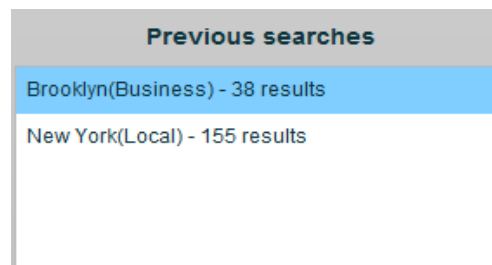 Previous searches
Brooklyn(Business) - 38 results
New York(Local) - 155 results